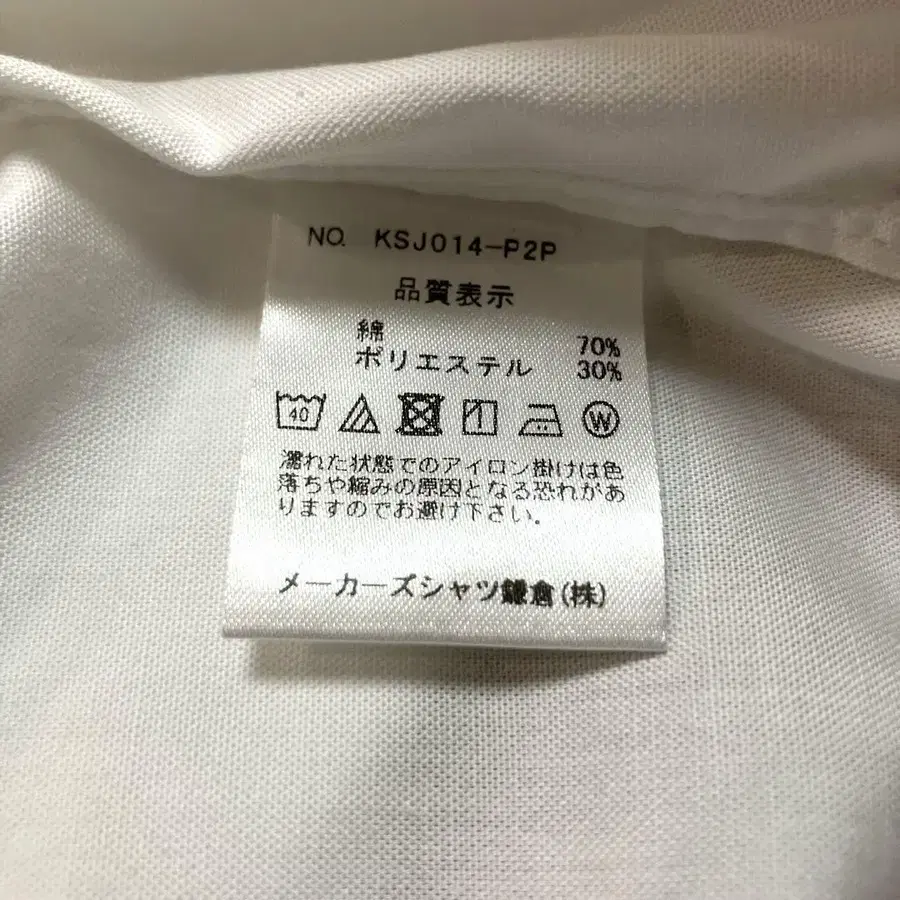 NO. KSJ014-P2P
品質表示
綿 70%
ポリエステル 30%
40 W
濡れた状態でのアイロン掛けは色
落ちや縮みの原因となる恐れがあ
りますのでお避け下さい。
メーカーズシャツ鎌倉(株)